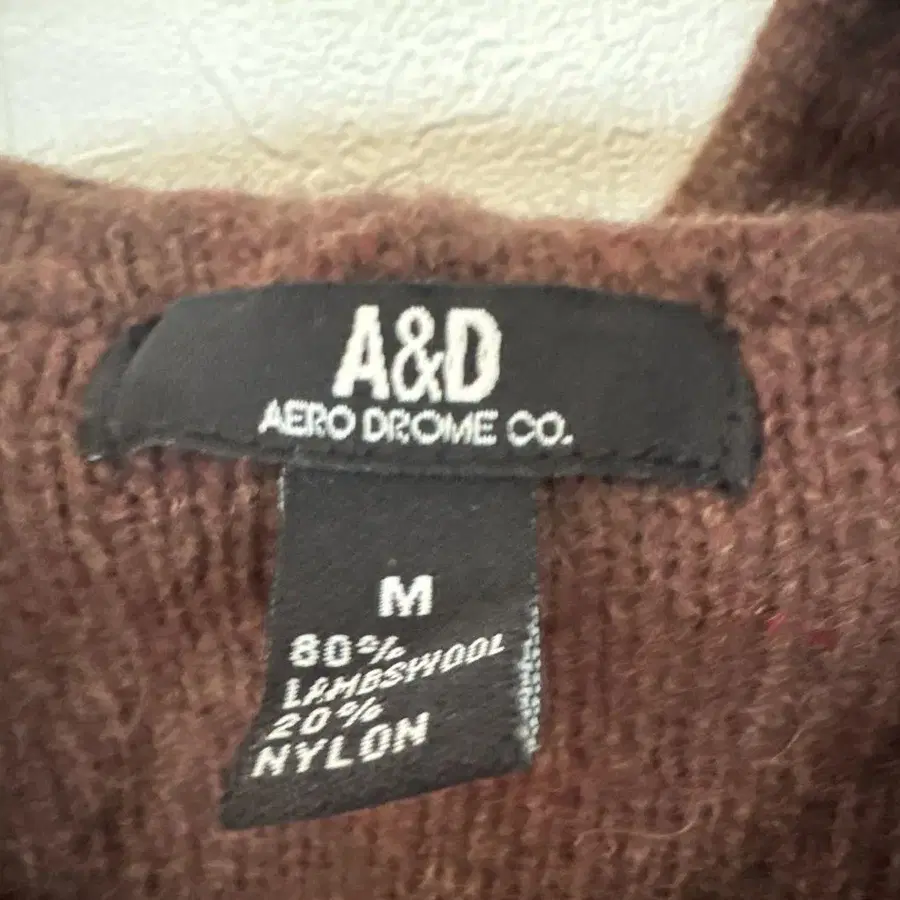 A&D
AERO DROME CO.
M
80%
LAMBSWOOL
20%
NYLON